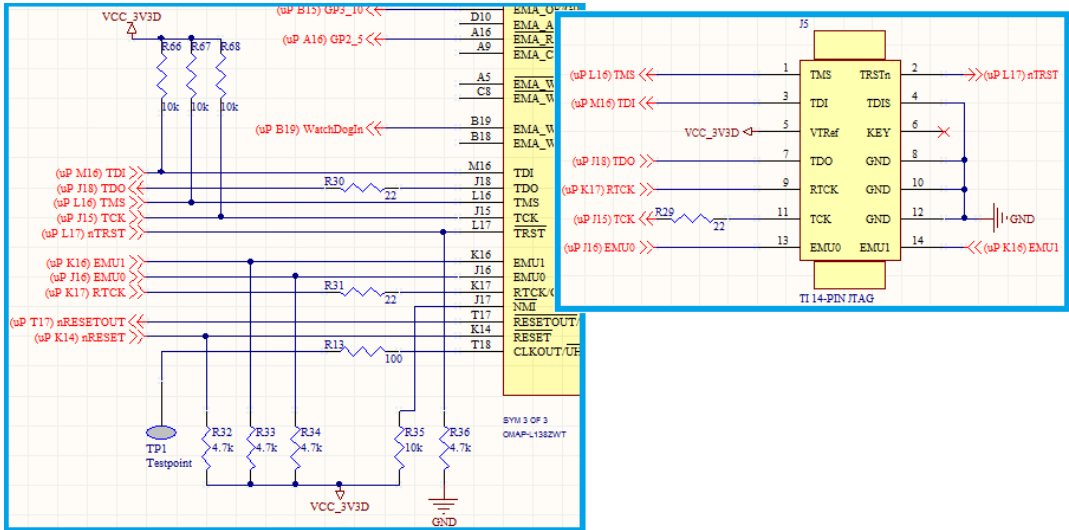 (uP B15) GP3_10
D10
EMA_A
VCC_3V3D
(uP A16) GP2_5
A16
EMA_R
A9
EMA_C
R66
R67
R68
10k
10k
10k
A5
EMA_W
C8
EMA_W
(uP B19) WatchDogIn
B19
EMA_W
B18
EMA_W
(uP M16) TDI
M16
TDI
(uP J18) TDO
R30
22
J18
TDO
(uP L16) TMS
L16
TMS
(uP J15) TCK
J15
TCK
(uP L17) nTRST
L17
TRST
(uP K16) EMU1
K16
EMU1
(uP J16) EMU0
J16
EMU0
(uP K17) RTCK
R31
22
K17
RTCK/
J17
NMI
(uP T17) nRESETOUT
T17
RESETOUT/
(uP K14) nRESET
K14
RESET
R13
100
T18
CLKOUT/UH
SYM 3 OF 3
OMAP-L138ZWT
TP1
Testpoint
R32
4.7k
R33
4.7k
R34
4.7k
R35
10k
R36
4.7k
VCC_3V3D
GND
J5
(uP L16) TMS
1
TMS
TRSTn
2
(uP L17) nTRST
(uP M16) TDI
3
TDI
TDIS
4
VCC_3V3D
5
VTRef
KEY
6
(uP J18) TDO
7
TDO
GND
8
(uP K17) RTCK
9
RTCK
GND
10
(uP J15) TCK
R29
22
11
TCK
GND
12
GND
(uP J16) EMU0
13
EMU0
EMU1
14
(uP K16) EMU1
TI 14-PIN JTAG